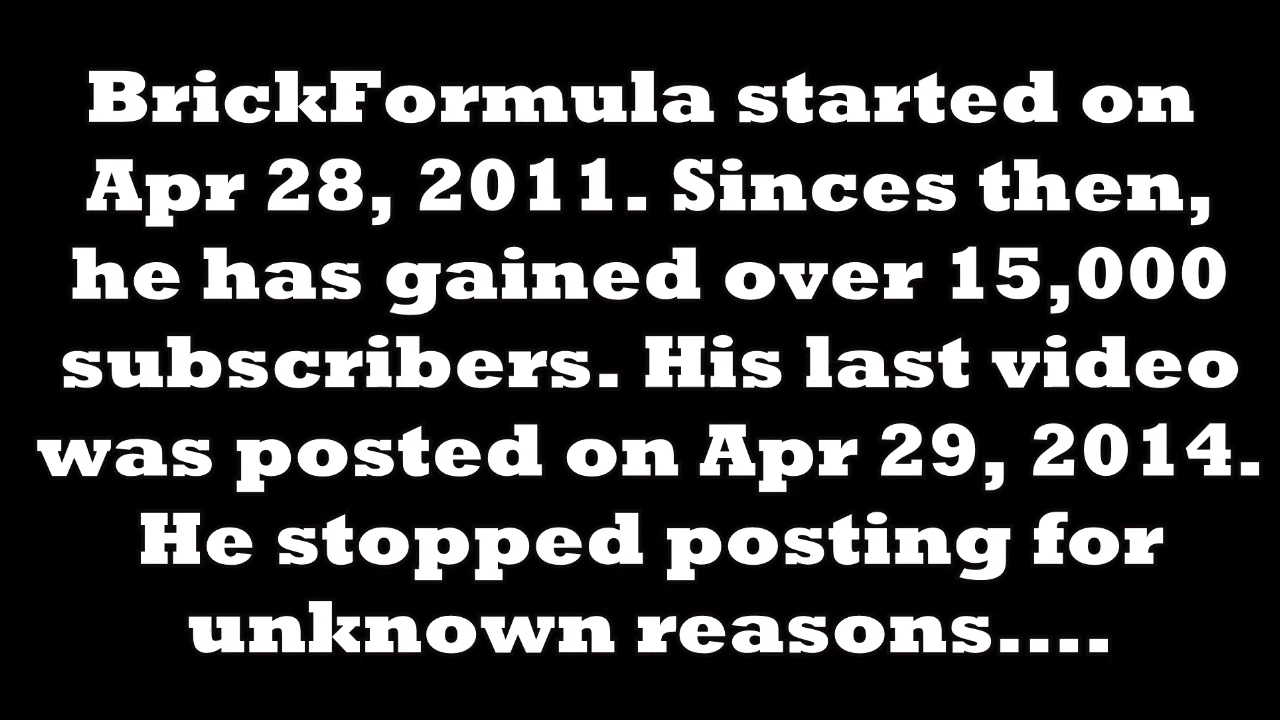 BrickFormula started on
Apr 28, 2011. Sinces then,
he has gained over 15,000
subscribers. His last video
was posted on Apr 29, 2014.
He stopped posting for
unknown reasons....